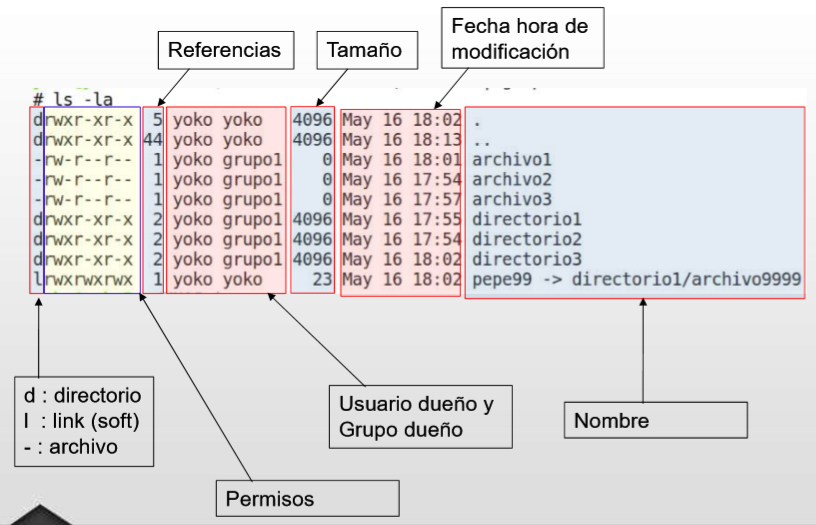 Fecha hora de
modificación
Referencias
Tamaño
# ls -la
drwxr-xr-x 5 yoko yoko 4096 May 16 18:02 .
drwxr-xr-x 44 yoko yoko 4096 May 16 18:13 ..
-rw-r--r-- 1 yoko grupo1 0 May 16 18:01 archivo1
-rw-r--r-- 1 yoko grupo1 0 May 16 17:54 archivo2
-rw-r--r-- 1 yoko grupo1 0 May 16 17:57 archivo3
drwxr-xr-x 2 yoko grupo1 4096 May 16 17:55 directorio1
drwxr-xr-x 2 yoko grupo1 4096 May 16 17:54 directorio2
drwxr-xr-x 2 yoko grupo1 4096 May 16 18:02 directorio3
lrwxrwxrwx 1 yoko yoko 23 May 16 18:02 pepe99 -> directorio1/archivo9999
d : directorio
l : link (soft)
- : archivo
Usuario dueño y
Grupo dueño
Nombre
Permisos